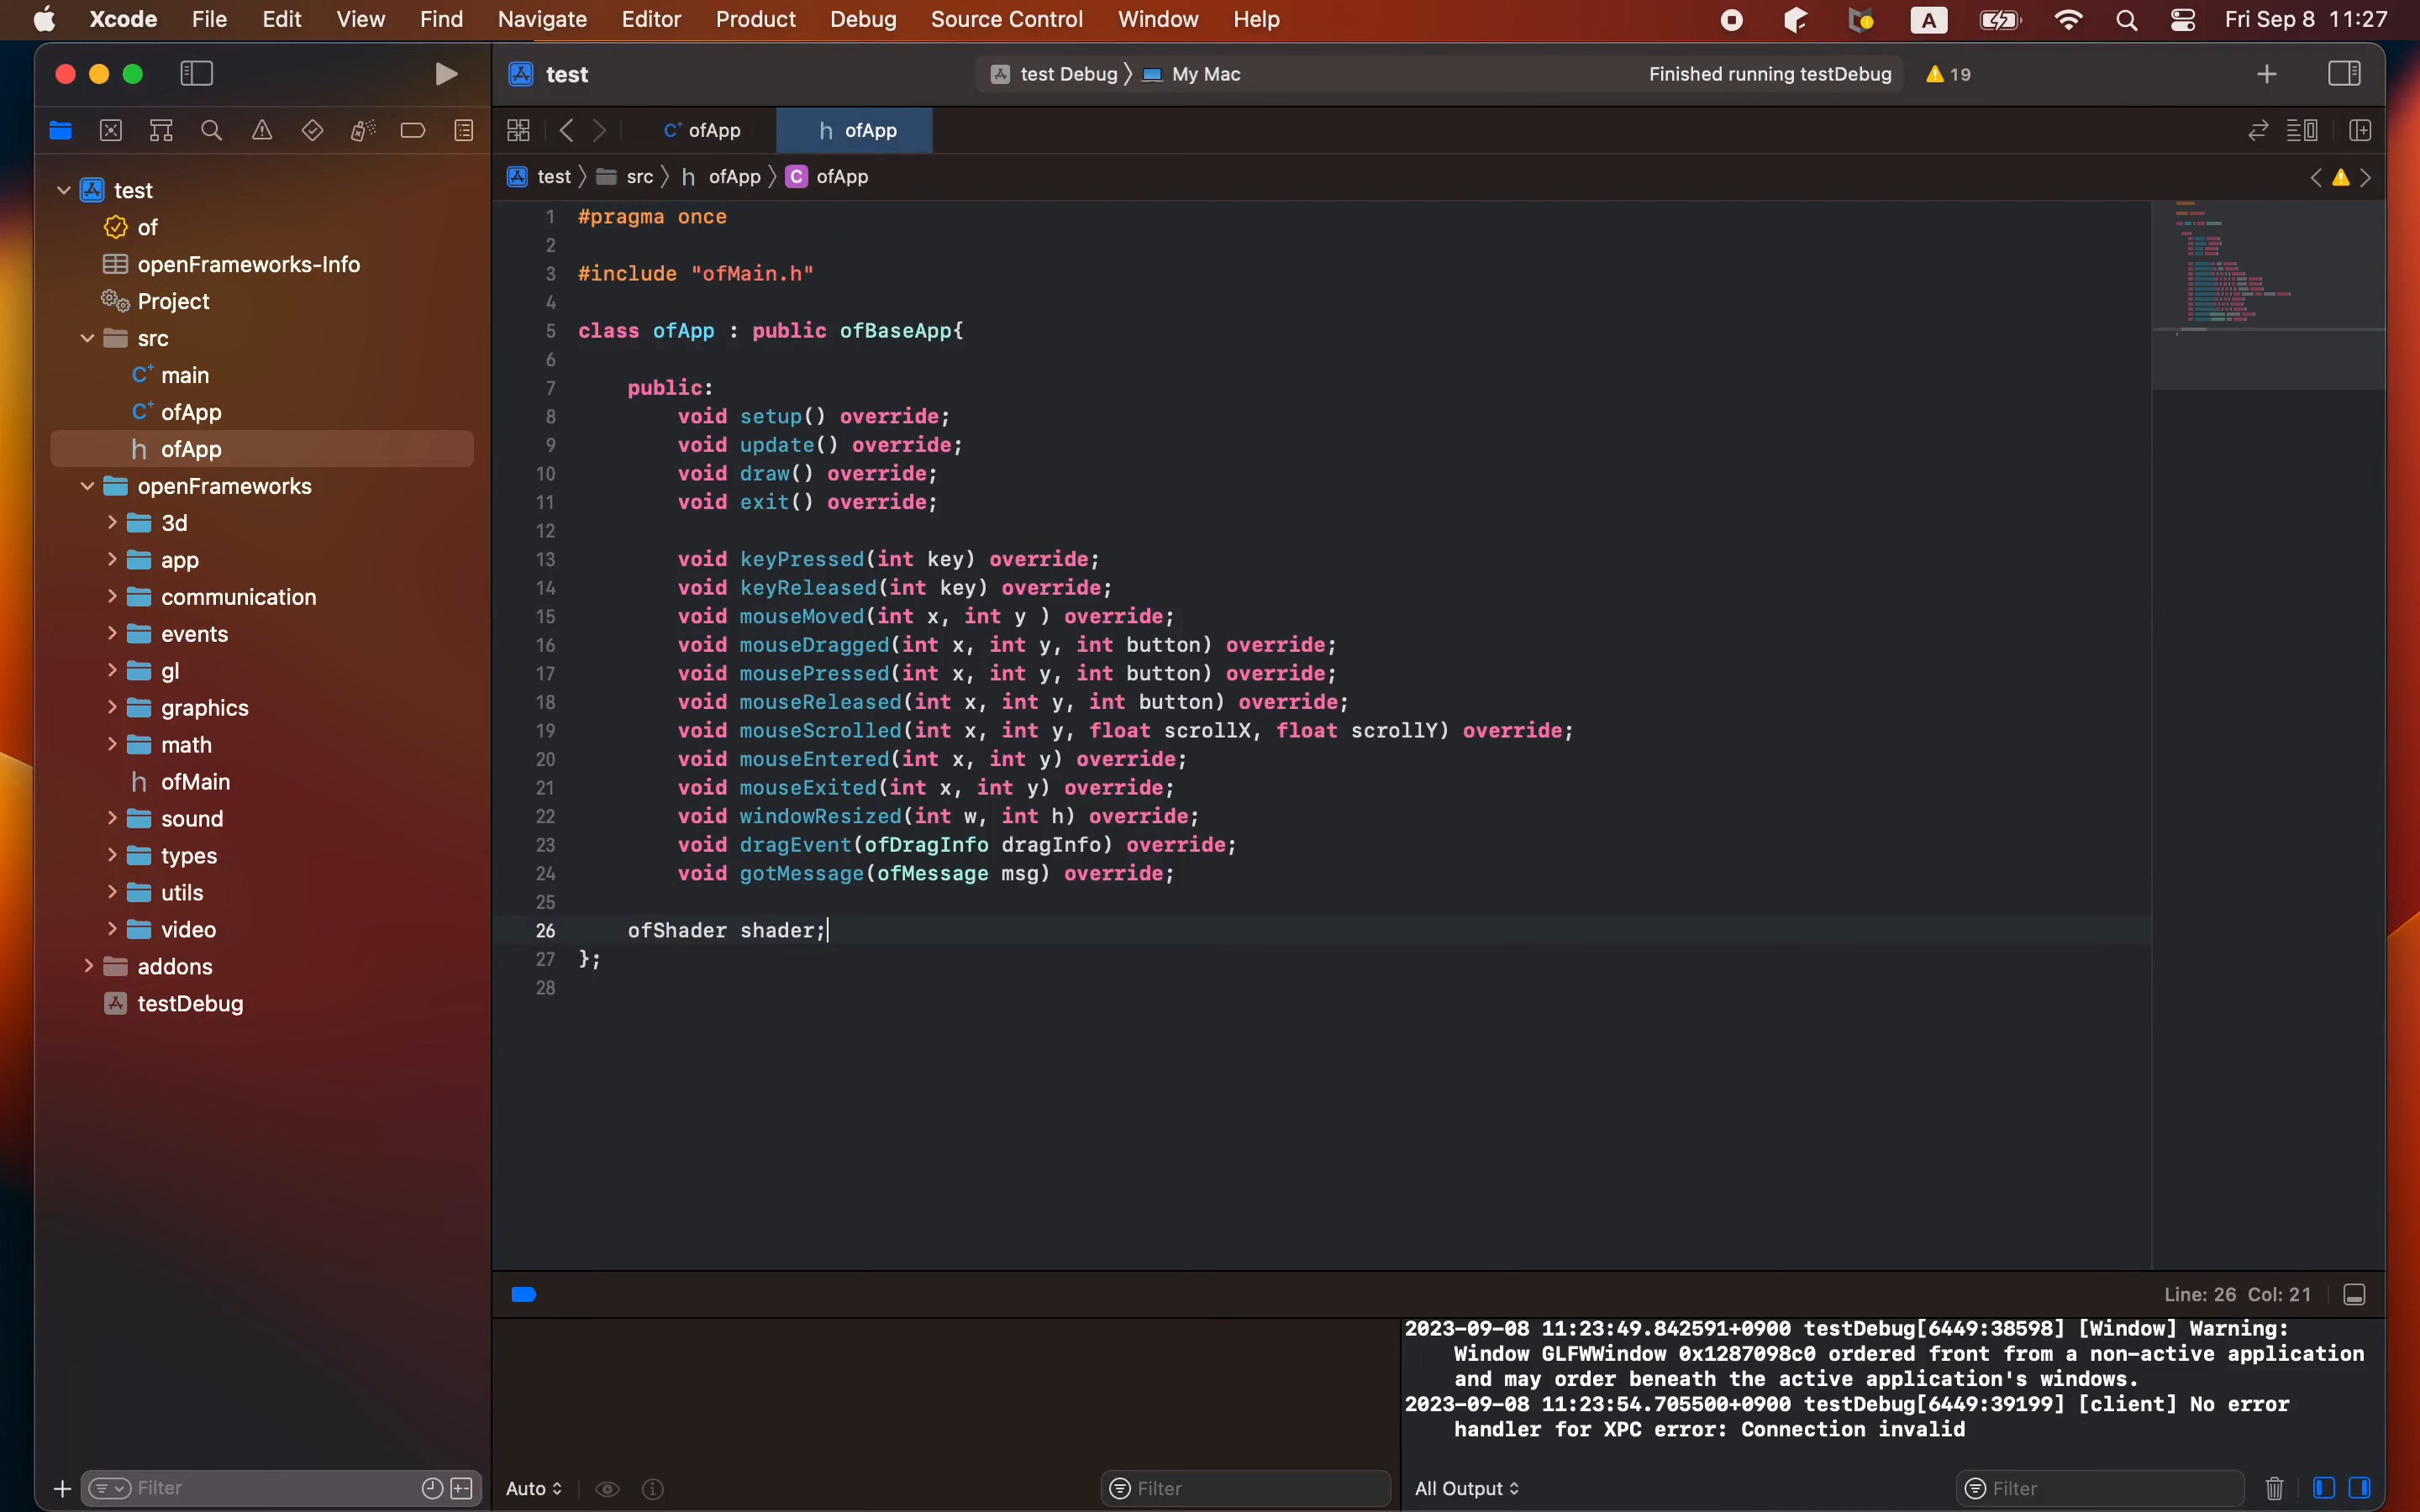 Xcode File Edit View Find Navigate Editor Product Debug Source Control Window Help A Fri Sep 8 11:27
test test Debug 〉 My Mac Finished running testDebug 19
C+ ofApp h ofApp
test 〉 src 〉 h ofApp 〉 C ofApp
test
of
openFrameworks-Info
Project
src
C+ main
C+ ofApp
h ofApp
openFrameworks
3d
app
communication
events
gl
graphics
math
h ofMain
sound
types
utils
video
addons
testDebug
Filter
1 #pragma once
2
3 #include "ofMain.h"
4
5 class ofApp : public ofBaseApp{
6
7 public:
8 void setup() override;
9 void update() override;
10 void draw() override;
11 void exit() override;
12
13 void keyPressed(int key) override;
14 void keyReleased(int key) override;
15 void mouseMoved(int x, int y ) override;
16 void mouseDragged(int x, int y, int button) override;
17 void mousePressed(int x, int y, int button) override;
18 void mouseReleased(int x, int y, int button) override;
19 void mouseScrolled(int x, int y, float scrollX, float scrollY) override;
20 void mouseEntered(int x, int y) override;
21 void mouseExited(int x, int y) override;
22 void windowResized(int w, int h) override;
23 void dragEvent(ofDragInfo dragInfo) override;
24 void gotMessage(ofMessage msg) override;
25
26 ofShader shader;
27 };
28
Line: 26 Col: 21
2023-09-08 11:23:49.842591+0900 testDebug[6449:38598] [Window] Warning:
Window GLFWWindow 0x1287098c0 ordered front from a non-active application
and may order beneath the active application's windows.
2023-09-08 11:23:54.705500+0900 testDebug[6449:39199] [client] No error
handler for XPC error: Connection invalid
Auto Filter All Output Filter